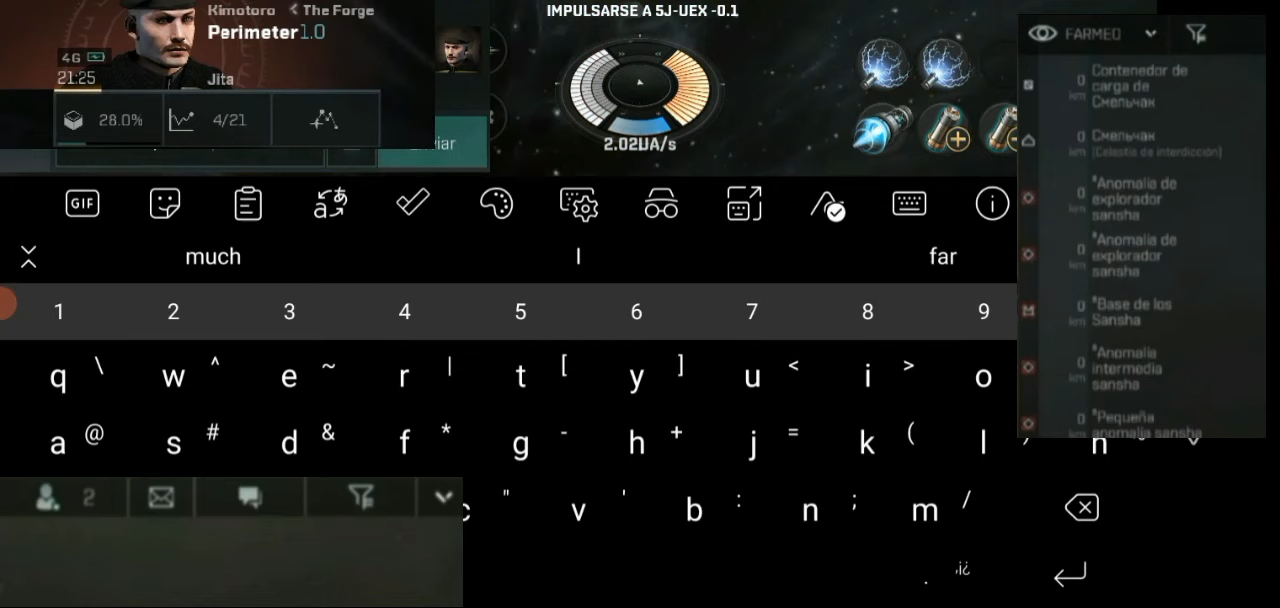 Kimotoro < The Forge
Perimeter 1.0
4G
21:25
Jita
28.0%
4/21
IMPULSARSE A 5J-UEX -0.1
2.02UA/s
FARMEO
0 km Contenedor de carga de Смельчак
0 km Смельчак (Celestia de interdicción)
0 km *Anomalía de explorador sansha
0 km *Anomalía de explorador sansha
0 km *Base de los Sansha
0 km *Anomalía intermedia sansha
0 *Pequeña anomalía sansha
GIF
much I far
1 2 3 4 5 6 7 8 9
q \ w ^ e ~ r | t [ y ] u < i > o
a @ s # d & f * g - h + j = k ( l ñ
c " v ' b : n ; m /
. ,¡¿
2